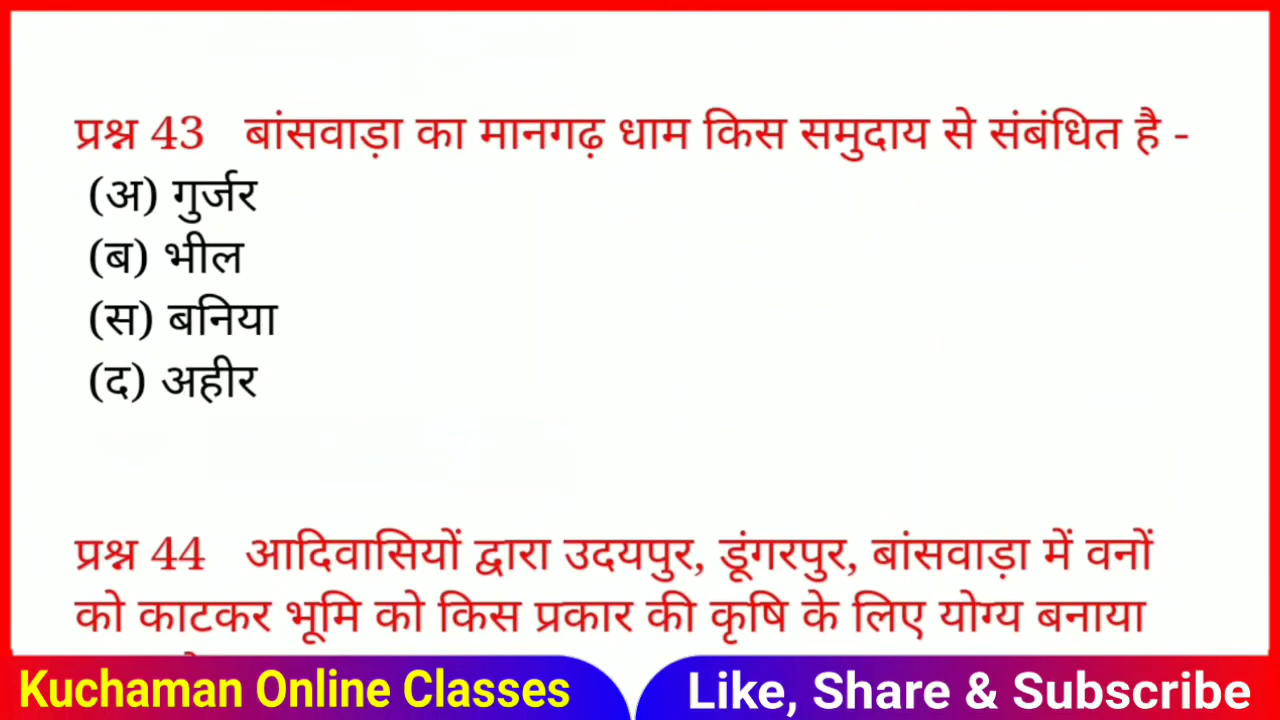 प्रश्न 43 बांसवाड़ा का मानगढ़ धाम किस समुदाय से संबंधित है -
(अ) गुर्जर
(ब) भील
(स) बनिया
(द) अहीर
प्रश्न 44 आदिवासियों द्वारा उदयपुर, डूंगरपुर, बांसवाड़ा में वनों
को काटकर भूमि को किस प्रकार की कृषि के लिए योग्य बनाया
Kuchaman Online Classes
Like, Share & Subscribe